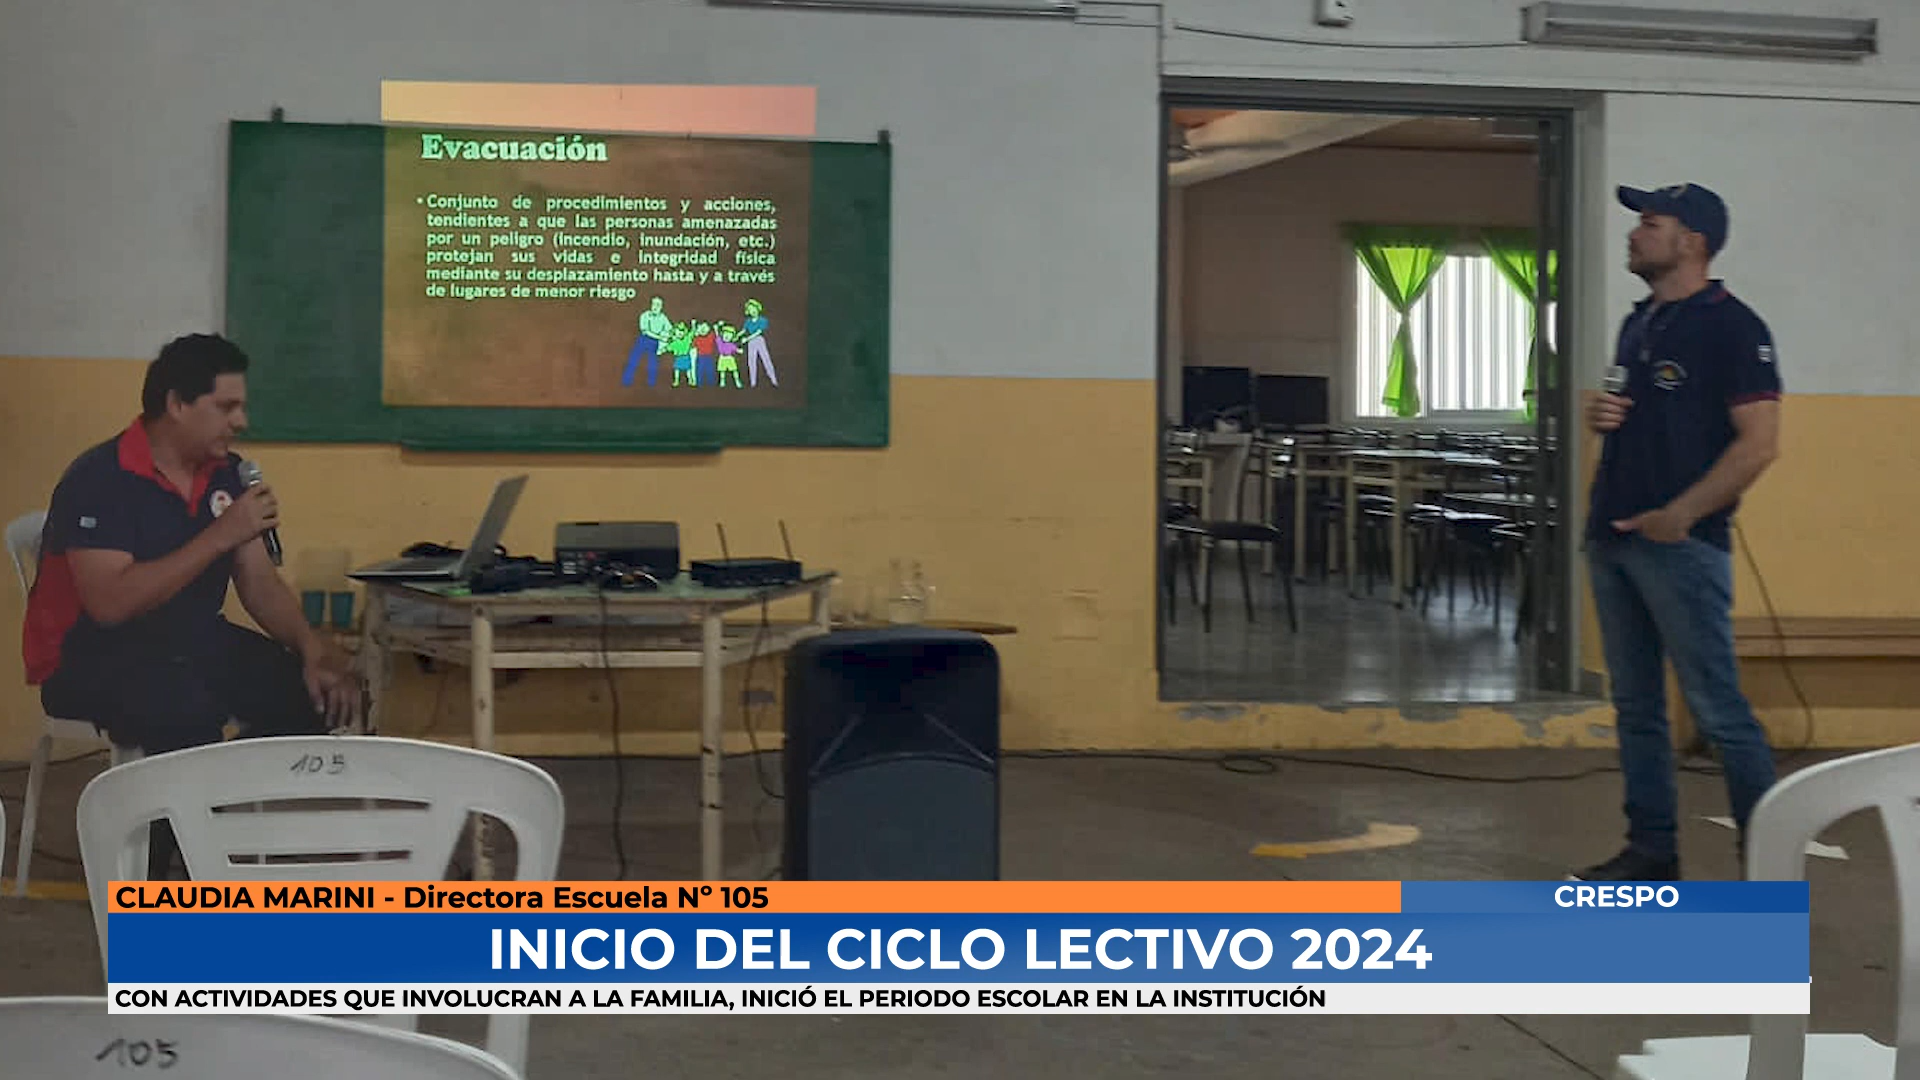 Evacuación
• Conjunto de procedimientos y acciones,
tendientes a que las personas amenazadas
por un peligro (incendio, inundación, etc.)
protejan sus vidas e integridad física
mediante su desplazamiento hasta y a través
de lugares de menor riesgo
105
CLAUDIA MARINI - Directora Escuela Nº 105
CRESPO
INICIO DEL CICLO LECTIVO 2024
CON ACTIVIDADES QUE INVOLUCRAN A LA FAMILIA, INICIÓ EL PERIODO ESCOLAR EN LA INSTITUCIÓN
105